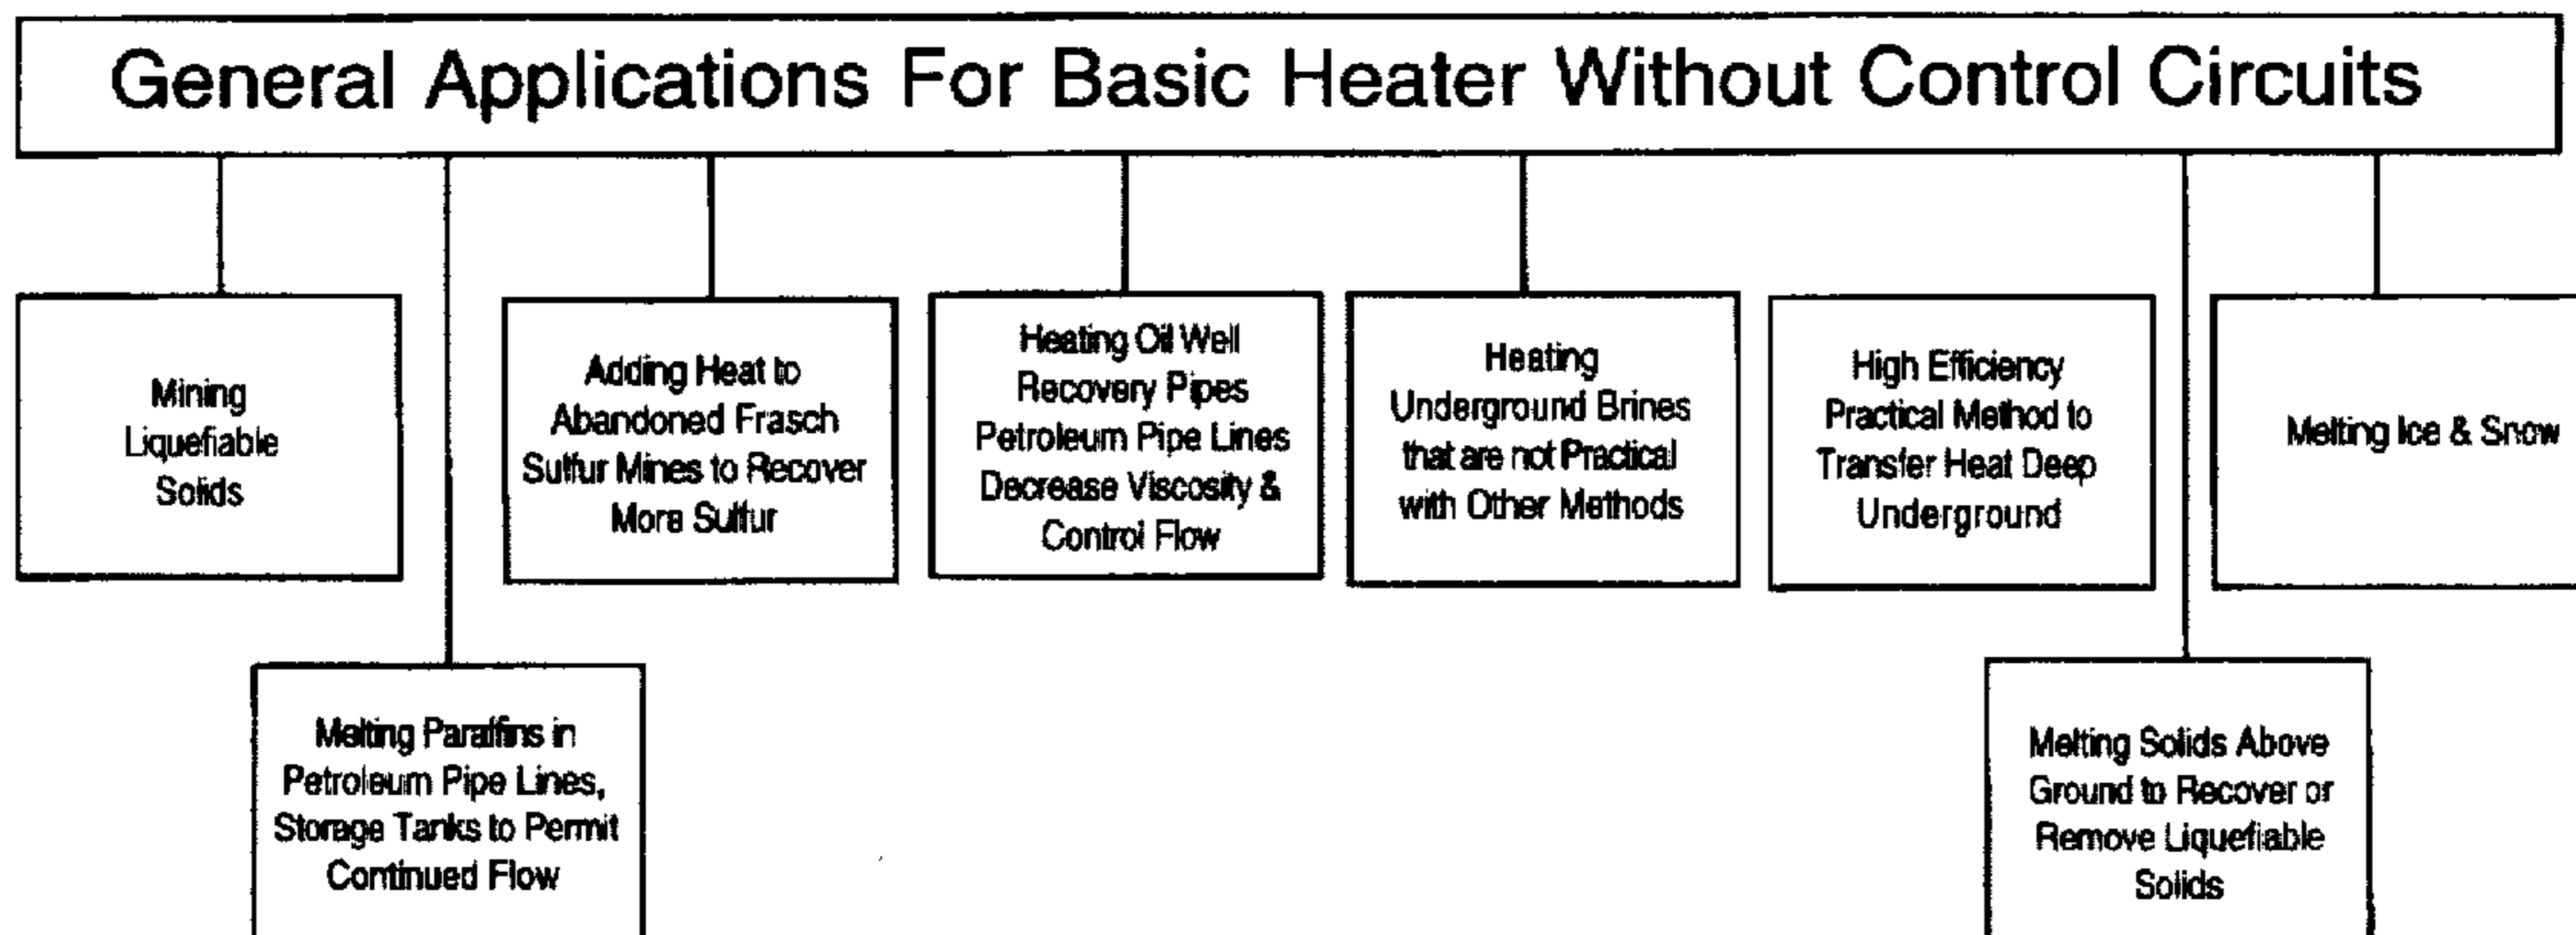 General Applications For Basic Heater Without Control Circuits
Mining
Liquefiable
Solids
Adding Heat to
Abandoned Frasch
Sulfur Mines to Recover
More Sulfur
Heating Oil Well
Recovery Pipes
Petroleum Pipe Lines
Decrease Viscosity &
Control Flow
Heating
Underground Brines
that are not Practical
with Other Methods
High Efficiency
Practical Method to
Transfer Heat Deep
Underground
Melting Ice & Snow
Melting Paraffins in
Petroleum Pipe Lines,
Storage Tanks to Permit
Continued Flow
Melting Solids Above
Ground to Recover or
Remove Liquefiable
Solids